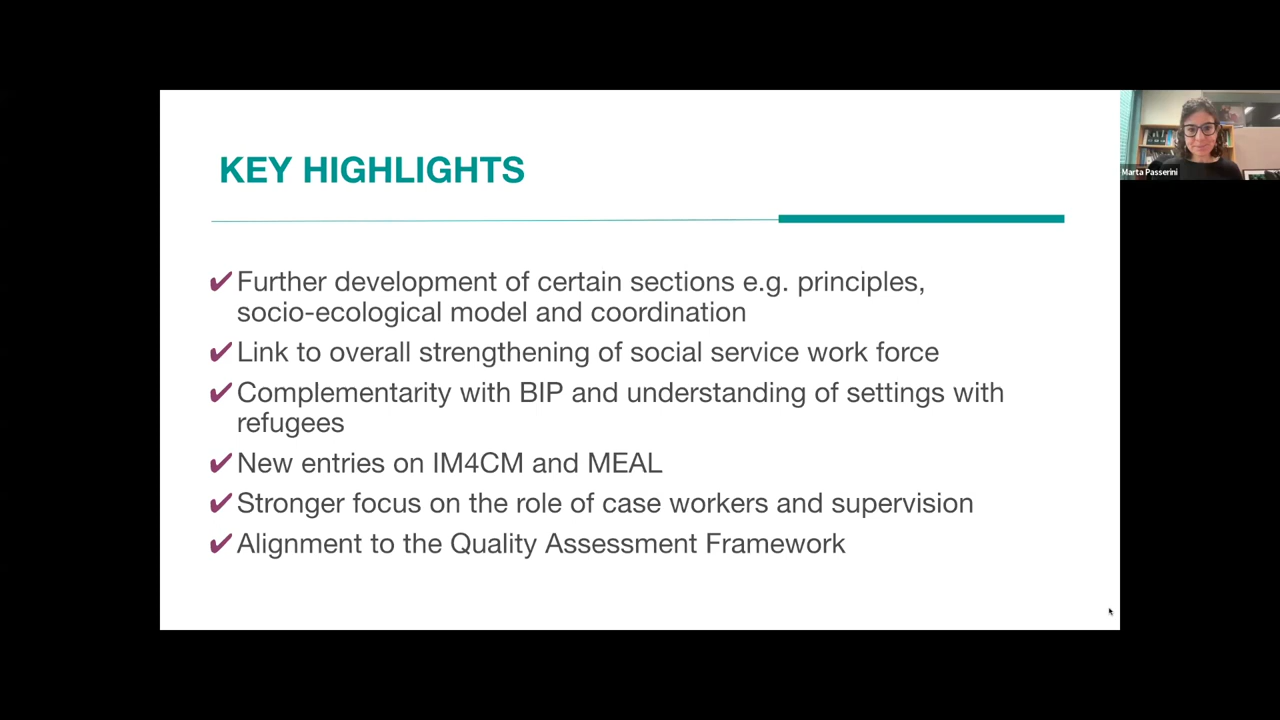 KEY HIGHLIGHTS
✔Further development of certain sections e.g. principles,
socio-ecological model and coordination
✔Link to overall strengthening of social service work force
✔Complementarity with BIP and understanding of settings with
refugees
✔New entries on IM4CM and MEAL
✔Stronger focus on the role of case workers and supervision
✔Alignment to the Quality Assessment Framework
Marta Passerini